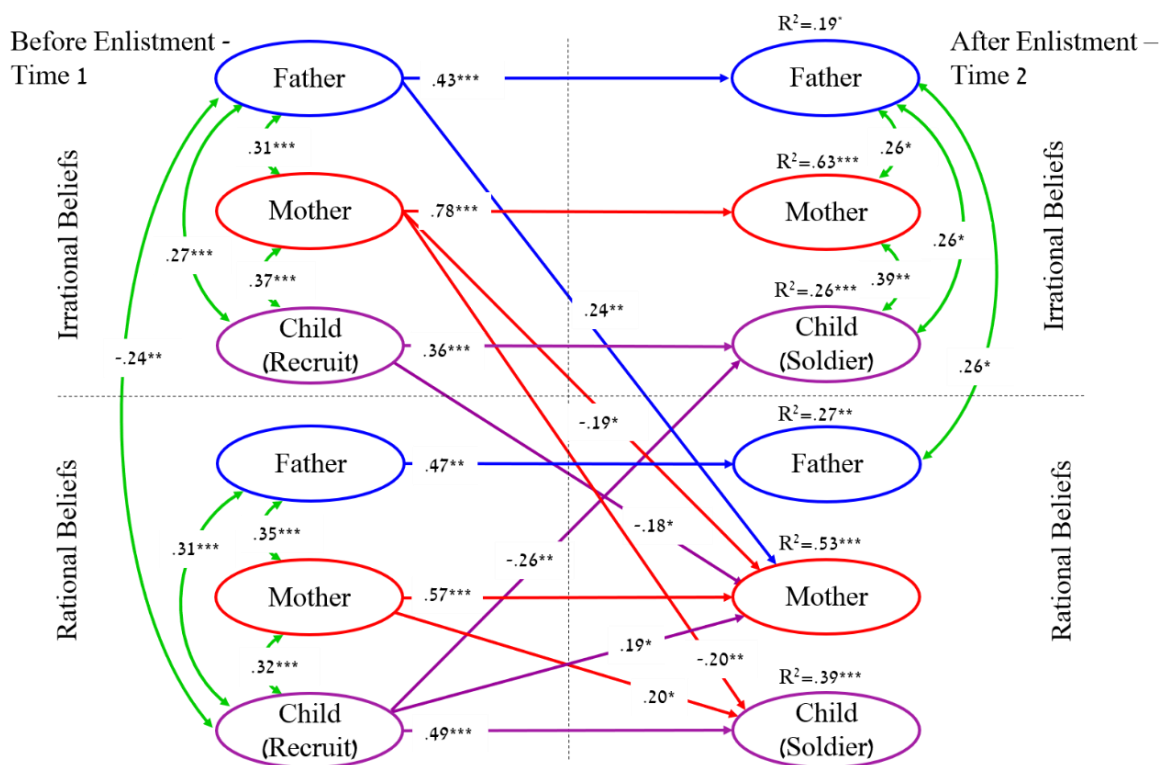 Before Enlistment -
Time 1
After Enlistment –
Time 2
Irrational Beliefs
Rational Beliefs
Irrational Beliefs
Rational Beliefs
Father
.43***
R²=.19*
Father
.31***
.26*
Mother
.78***
R²=.63***
Mother
.27***
.37***
.39**
.26*
Child
(Recruit)
.36***
.24**
R²=.26***
Child
(Soldier)
-.24**
.26*
-.19*
Father
.47**
R²=.27**
Father
.31***
.35***
-.26**
-.18*
Mother
.57***
R²=.53***
Mother
.32***
.19*
-.20**
.20*
Child
(Recruit)
.49***
R²=.39***
Child
(Soldier)